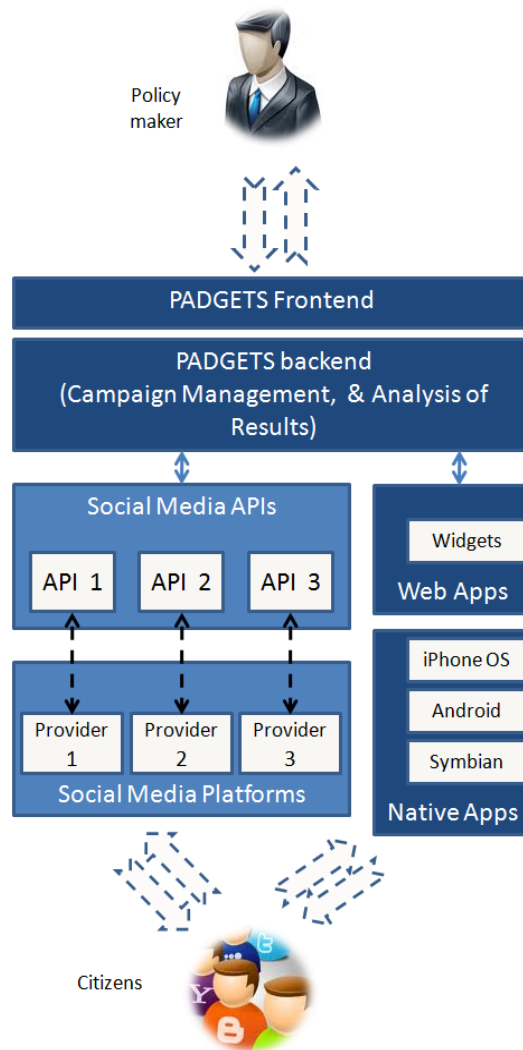 Policy
maker
PADGETS Frontend
PADGETS backend
(Campaign Management, & Analysis of
Results)
Social Media APIs
API 1
API 2
API 3
Widgets
Web Apps
Provider
1
Provider
2
Provider
3
Social Media Platforms
iPhone OS
Android
Symbian
Native Apps
Citizens